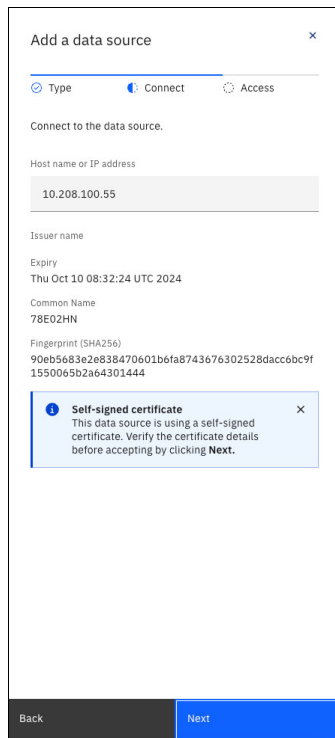 Add a data source
Type Connect Access
Connect to the data source.
Host name or IP address
10.208.100.55
Issuer name
Expiry
Thu Oct 10 08:32:24 UTC 2024
Common Name
78E02HN
Fingerprint (SHA256)
90eb5683e2e838470601b6fa8743676302528dacc6bc9f
1550065b2a64301444
Self-signed certificate
This data source is using a self-signed
certificate. Verify the certificate details
before accepting by clicking Next.
Back Next